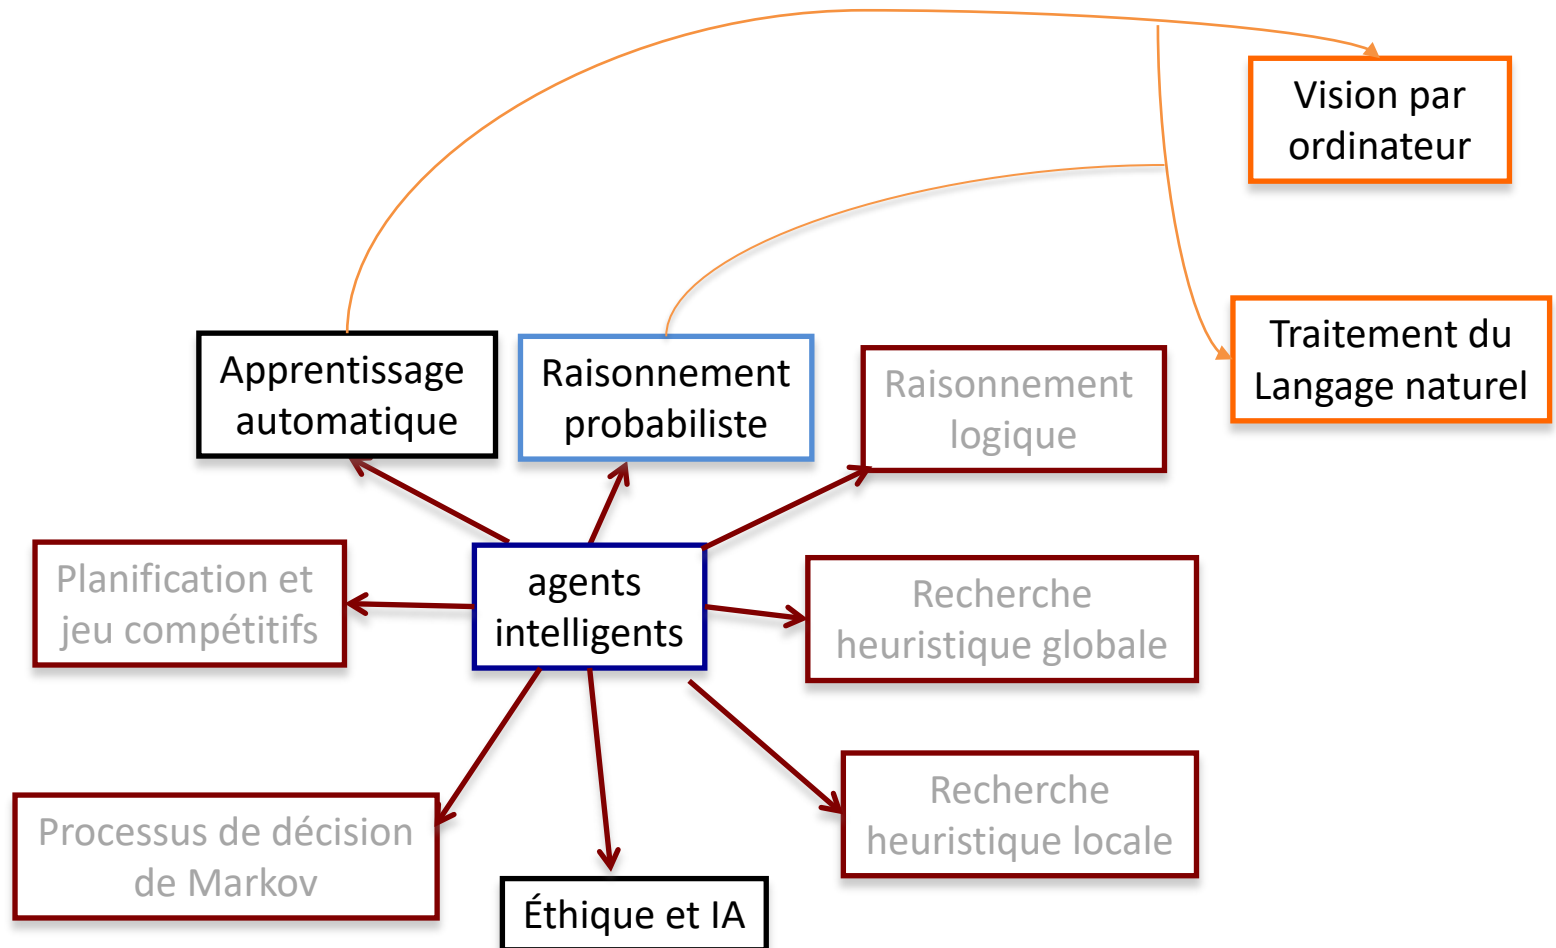 Vision par
ordinateur
Traitement du
Langage naturel
Apprentissage
automatique
Raisonnement
probabiliste
Raisonnement
logique
Planification et
jeu compétitifs
agents
intelligents
Recherche
heuristique globale
Processus de décision
de Markov
Éthique et IA
Recherche
heuristique locale